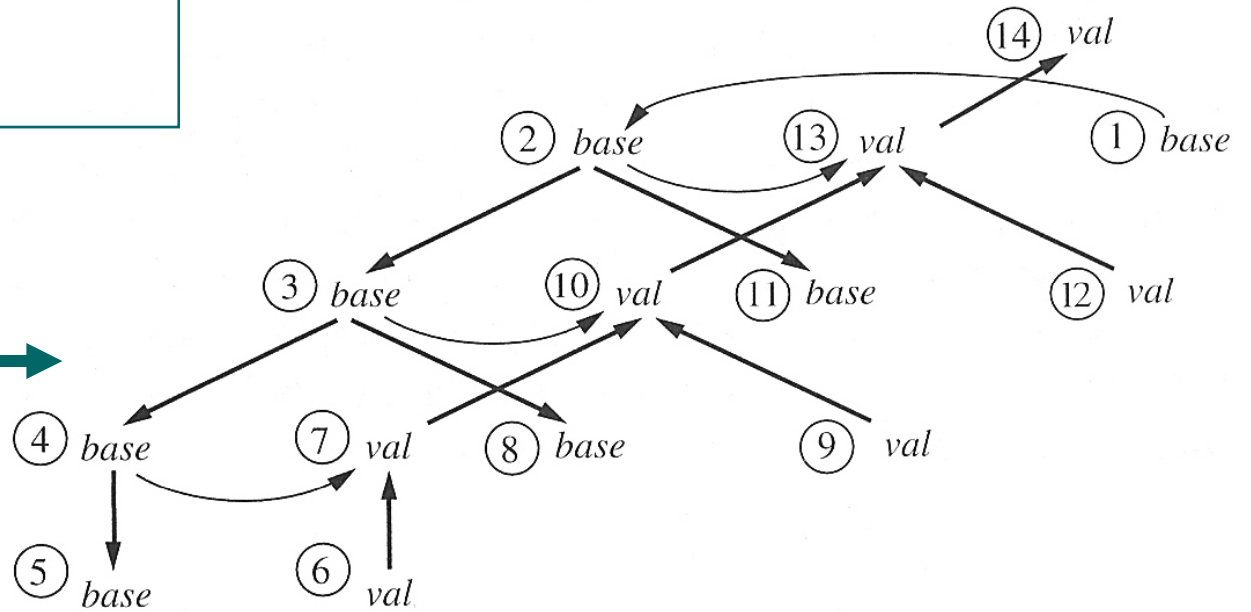 14 val
2 base 13 val 1 base
3 base 10 val 11 base 12 val
4 base 7 val 8 base 9 val
5 base 6 val